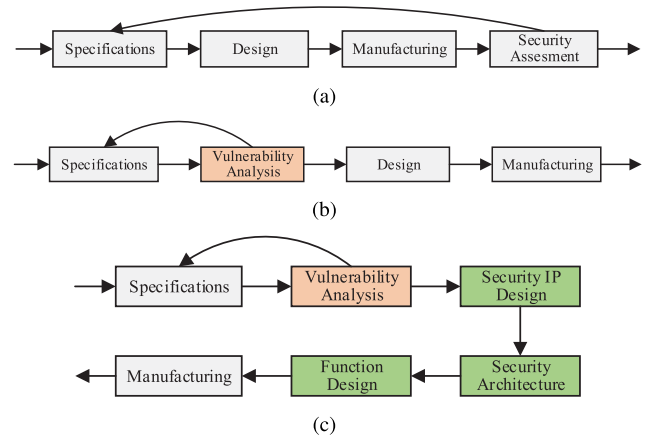 Specifications
Design
Manufacturing
Security
Assesment
(a)
Specifications
Vulnerability
Analysis
Design
Manufacturing
(b)
Specifications
Vulnerability
Analysis
Security IP
Design
Manufacturing
Function
Design
Security
Architecture
(c)